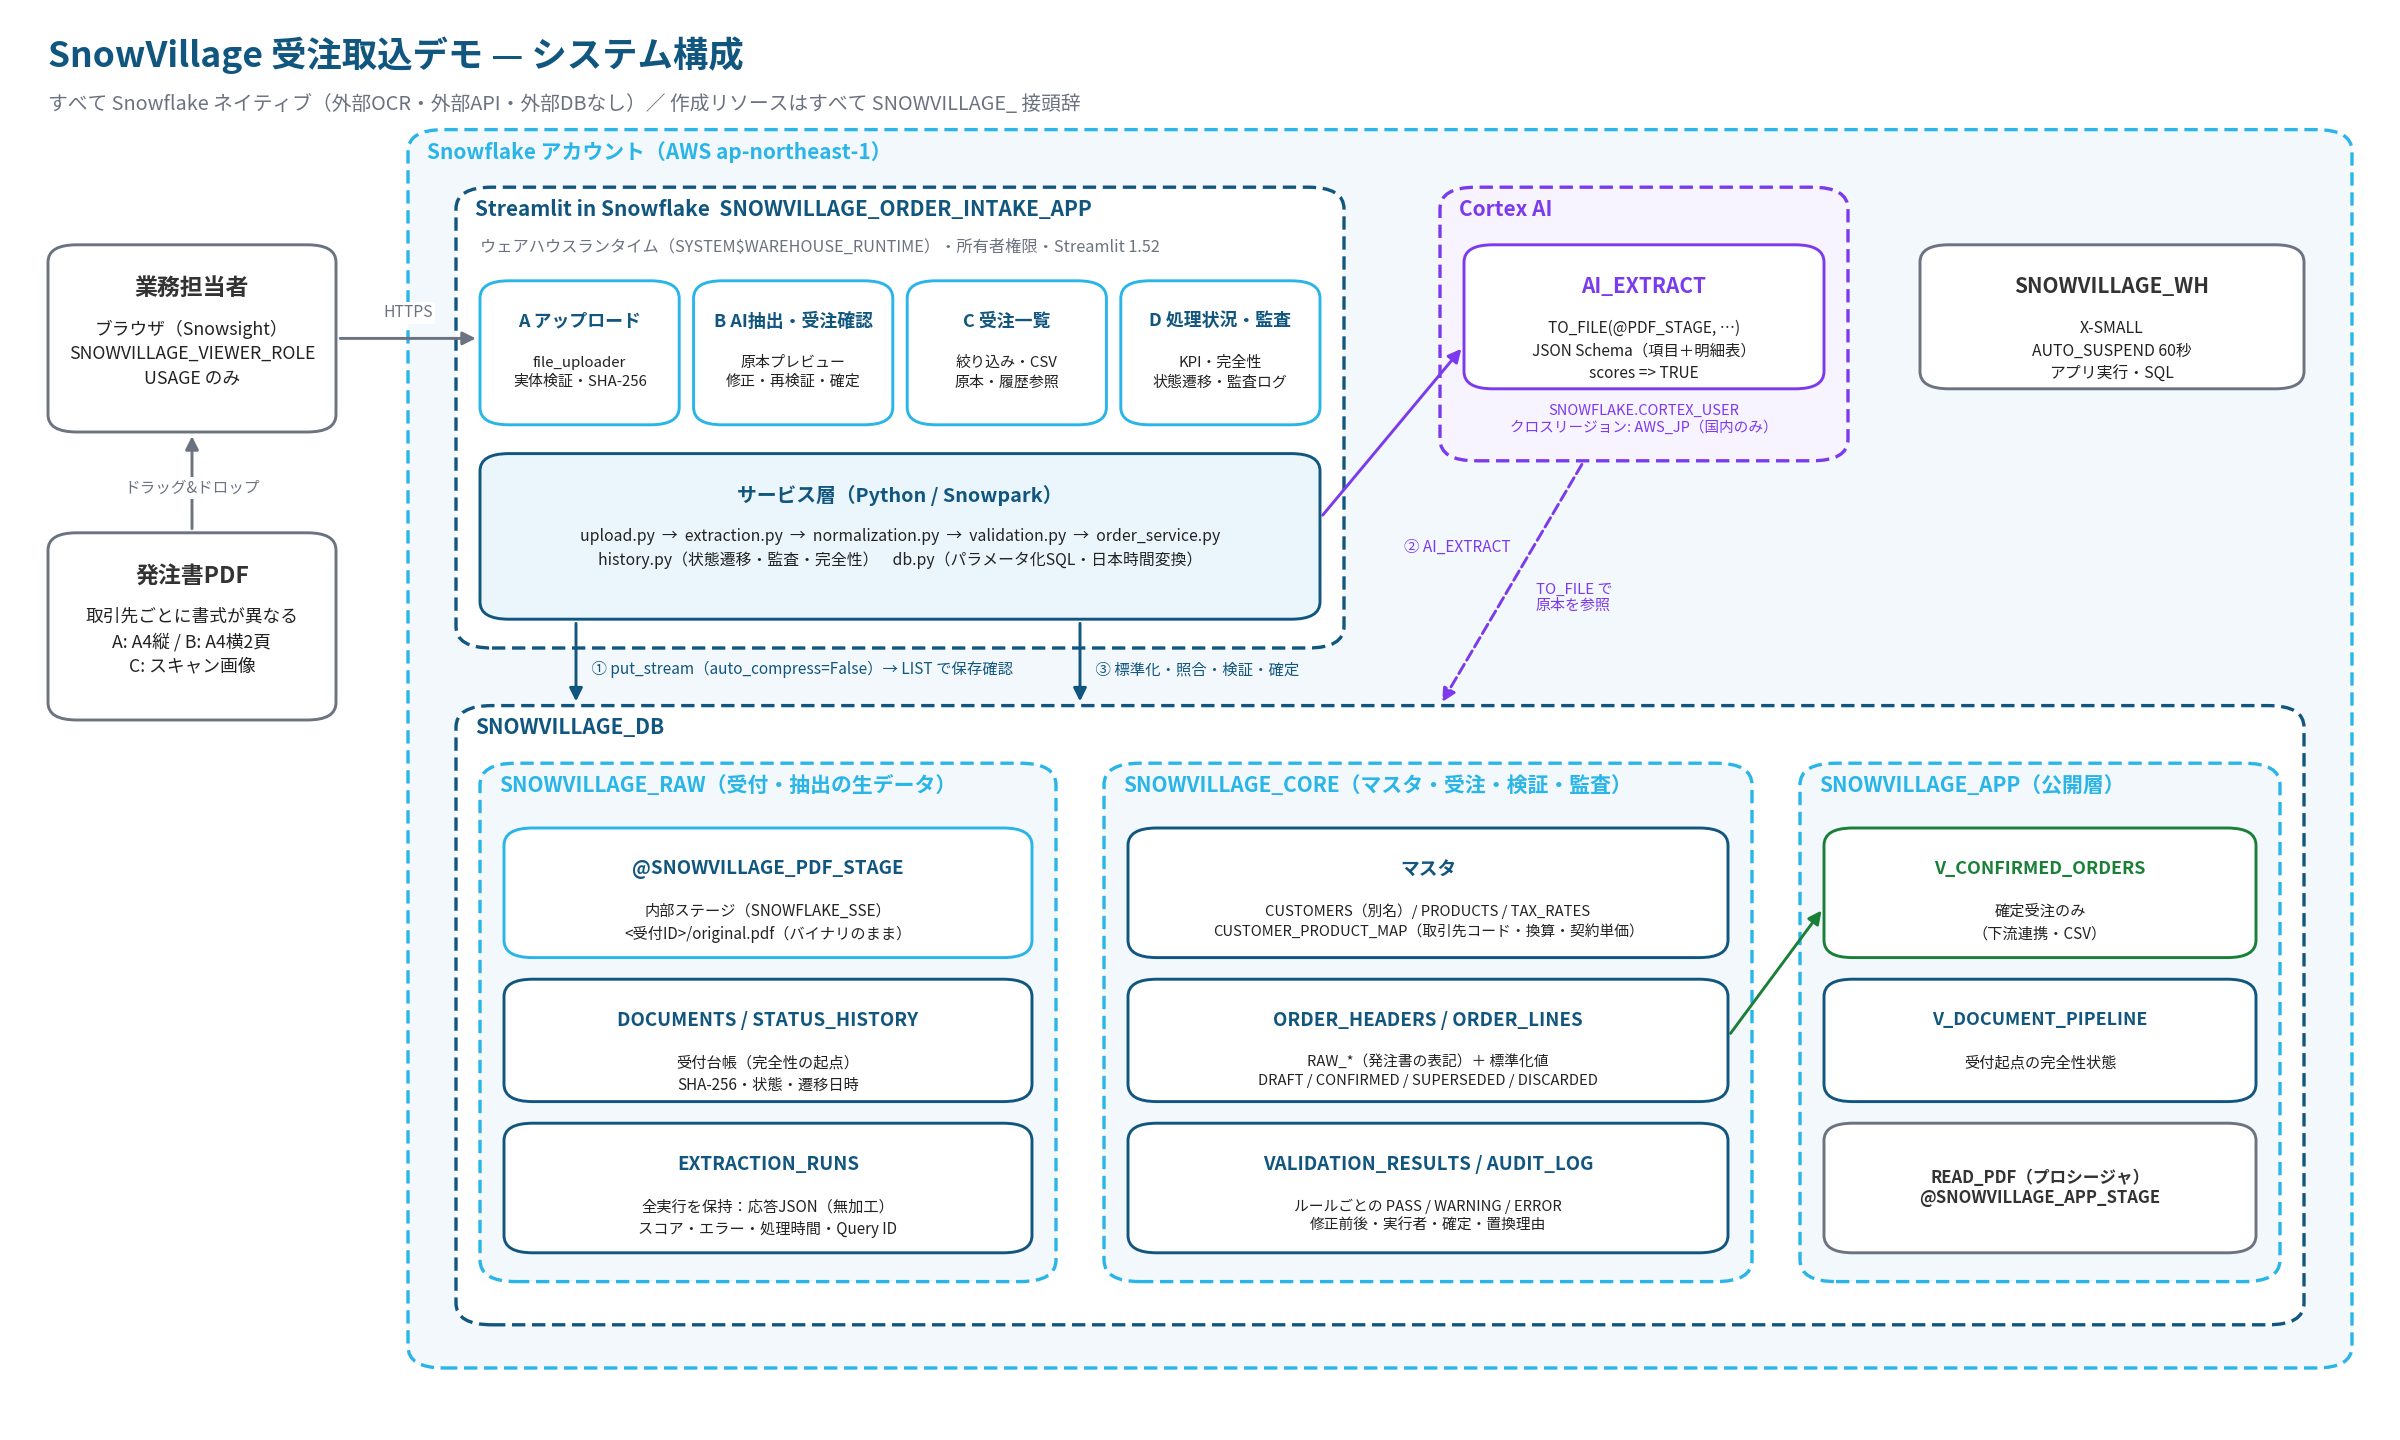 SnowVillage 受注取込デモ — システム構成
すべて Snowflake ネイティブ（外部OCR・外部API・外部DBなし）／ 作成リソースはすべて SNOWVILLAGE_ 接頭辞
Snowflake アカウント（AWS ap-northeast-1）
業務担当者
ブラウザ（Snowsight）
SNOWVILLAGE_VIEWER_ROLE
USAGE のみ
HTTPS
ドラッグ&ドロップ
発注書PDF
取引先ごとに書式が異なる
A: A4縦 / B: A4横2頁
C: スキャン画像
Streamlit in Snowflake  SNOWVILLAGE_ORDER_INTAKE_APP
ウェアハウスランタイム（SYSTEM$WAREHOUSE_RUNTIME）・所有者権限・Streamlit 1.52
A アップロード
file_uploader
実体検証・SHA-256
B AI抽出・受注確認
原本プレビュー
修正・再検証・確定
C 受注一覧
絞り込み・CSV
原本・履歴参照
D 処理状況・監査
KPI・完全性
状態遷移・監査ログ
サービス層（Python / Snowpark）
upload.py → extraction.py → normalization.py → validation.py → order_service.py
history.py（状態遷移・監査・完全性）　db.py（パラメータ化SQL・日本時間変換）
Cortex AI
AI_EXTRACT
TO_FILE(@PDF_STAGE, …)
JSON Schema（項目＋明細表）
scores => TRUE
SNOWFLAKE.CORTEX_USER
クロスリージョン: AWS_JP（国内のみ）
SNOWVILLAGE_WH
X-SMALL
AUTO_SUSPEND 60秒
アプリ実行・SQL
② AI_EXTRACT
TO_FILE で
原本を参照
① put_stream（auto_compress=False）→ LIST で保存確認
③ 標準化・照合・検証・確定
SNOWVILLAGE_DB
SNOWVILLAGE_RAW（受付・抽出の生データ）
@SNOWVILLAGE_PDF_STAGE
内部ステージ（SNOWFLAKE_SSE）
<受付ID>/original.pdf（バイナリのまま）
DOCUMENTS / STATUS_HISTORY
受付台帳（完全性の起点）
SHA-256・状態・遷移日時
EXTRACTION_RUNS
全実行を保持：応答JSON（無加工）
スコア・エラー・処理時間・Query ID
SNOWVILLAGE_CORE（マスタ・受注・検証・監査）
マスタ
CUSTOMERS（別名）/ PRODUCTS / TAX_RATES
CUSTOMER_PRODUCT_MAP（取引先コード・換算・契約単価）
ORDER_HEADERS / ORDER_LINES
RAW_*（発注書の表記）＋ 標準化値
DRAFT / CONFIRMED / SUPERSEDED / DISCARDED
VALIDATION_RESULTS / AUDIT_LOG
ルールごとの PASS / WARNING / ERROR
修正前後・実行者・確定・置換理由
SNOWVILLAGE_APP（公開層）
V_CONFIRMED_ORDERS
確定受注のみ
（下流連携・CSV）
V_DOCUMENT_PIPELINE
受付起点の完全性状態
READ_PDF（プロシージャ）
@SNOWVILLAGE_APP_STAGE